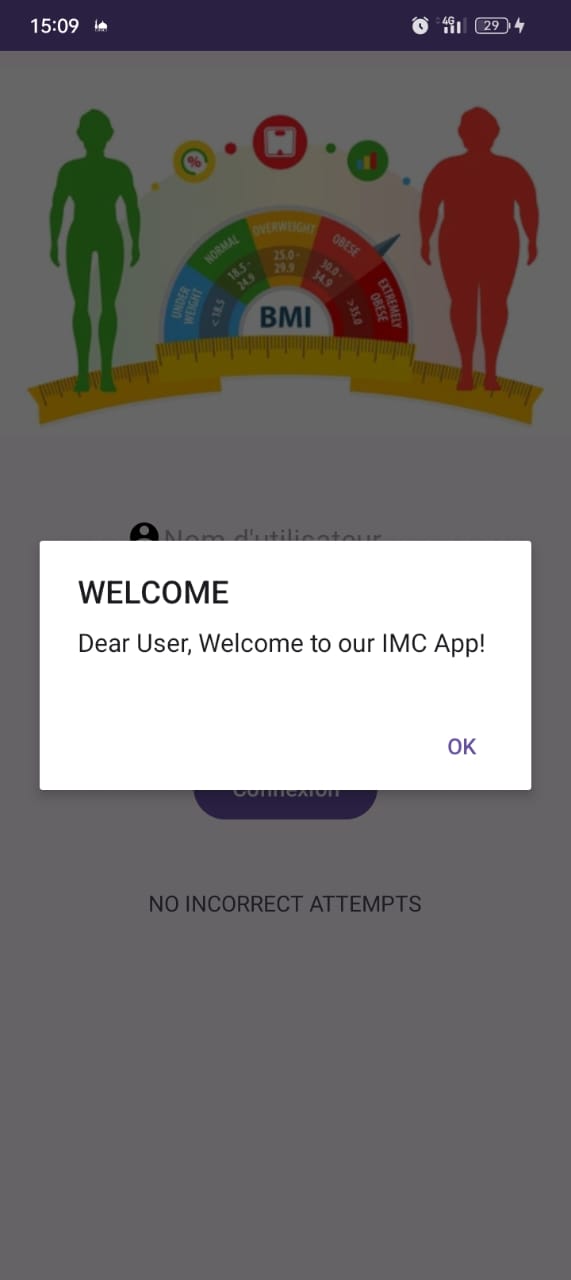 15:09
4G
29
%
UNDER
WEIGHT
< 18.5
NORMAL
18.5-
24.9
OVERWEIGHT
25.0-
29.9
OBESE
30.0-
34.9
EXTREMELY
OBESE
>35.0
BMI
Nom d'utilisateur
WELCOME
Dear User, Welcome to our IMC App!
OK
Connexion
NO INCORRECT ATTEMPTS